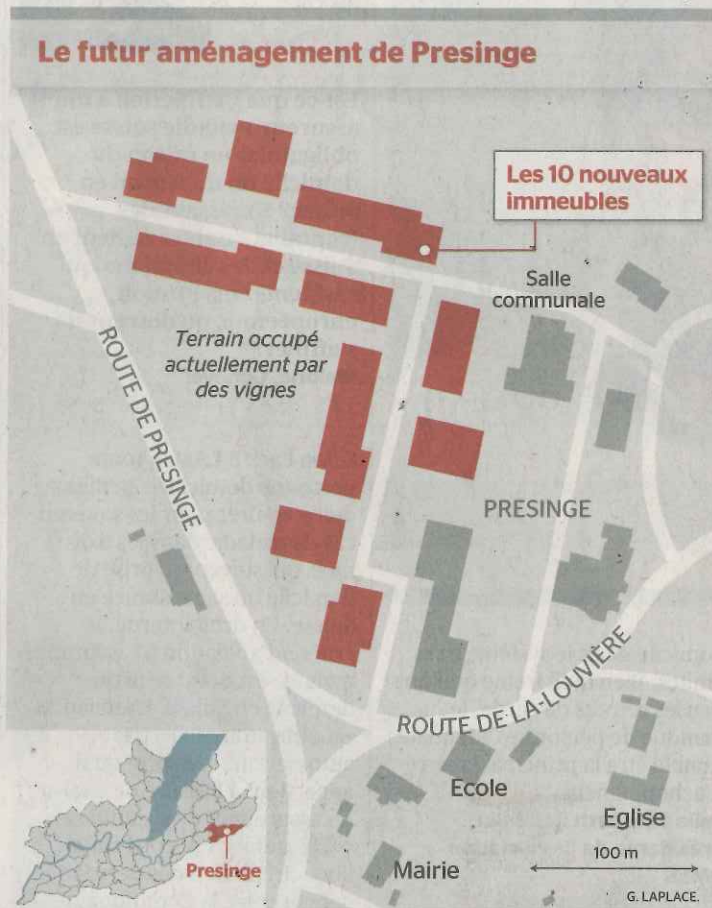 Le futur aménagement de Presinge
Les 10 nouveaux
immeubles
Salle
communale
Terrain occupé
actuellement par
des vignes
ROUTE DE PRESINGE
PRESINGE
ROUTE DE-LA-LOUVIÈRE
Ecole
Eglise
Presinge
Mairie
100 m
G. LAPLACE.